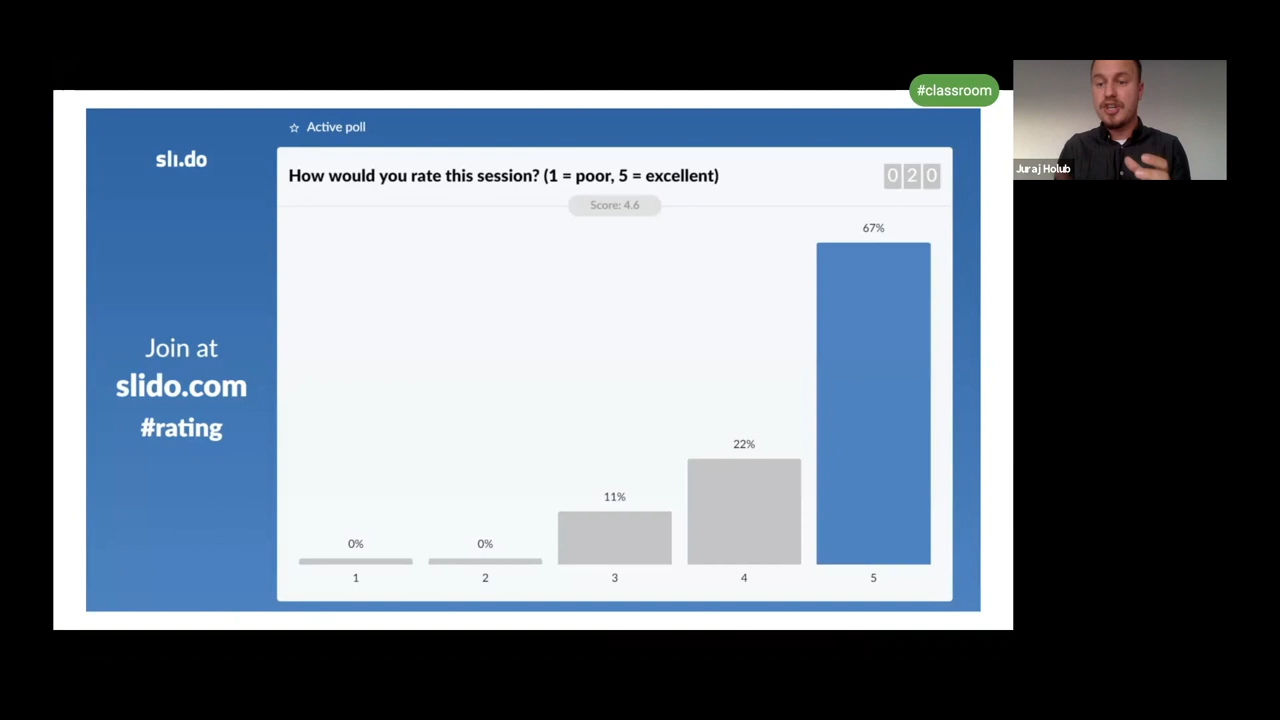 #classroom
Juraj Holub
slı.do
☆ Active poll
How would you rate this session? (1 = poor, 5 = excellent)
0 2 0
Score: 4.6
Join at
slido.com
#rating
0% 0% 11% 22% 67%
1 2 3 4 5